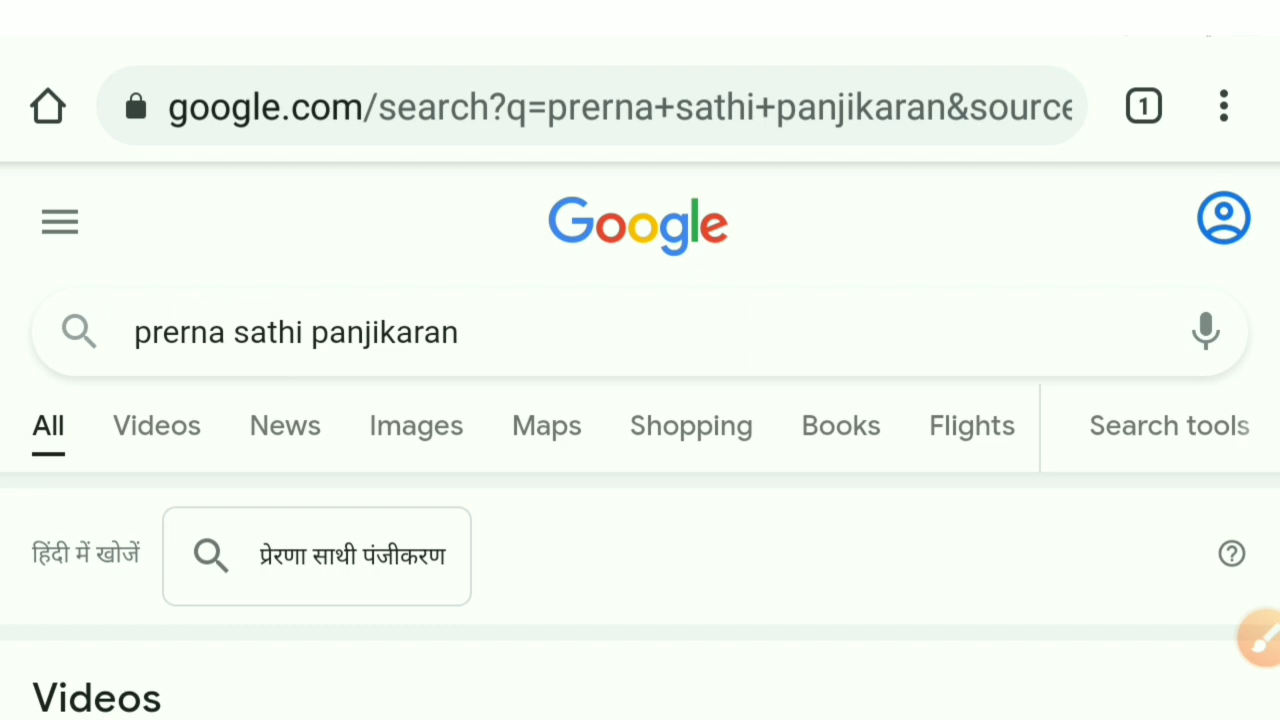 google.com/search?q=prerna+sathi+panjikaran&source
1
Google
prerna sathi panjikaran
All Videos News Images Maps Shopping Books Flights Search tools
हिंदी में खोजें प्रेरणा साथी पंजीकरण
Videos